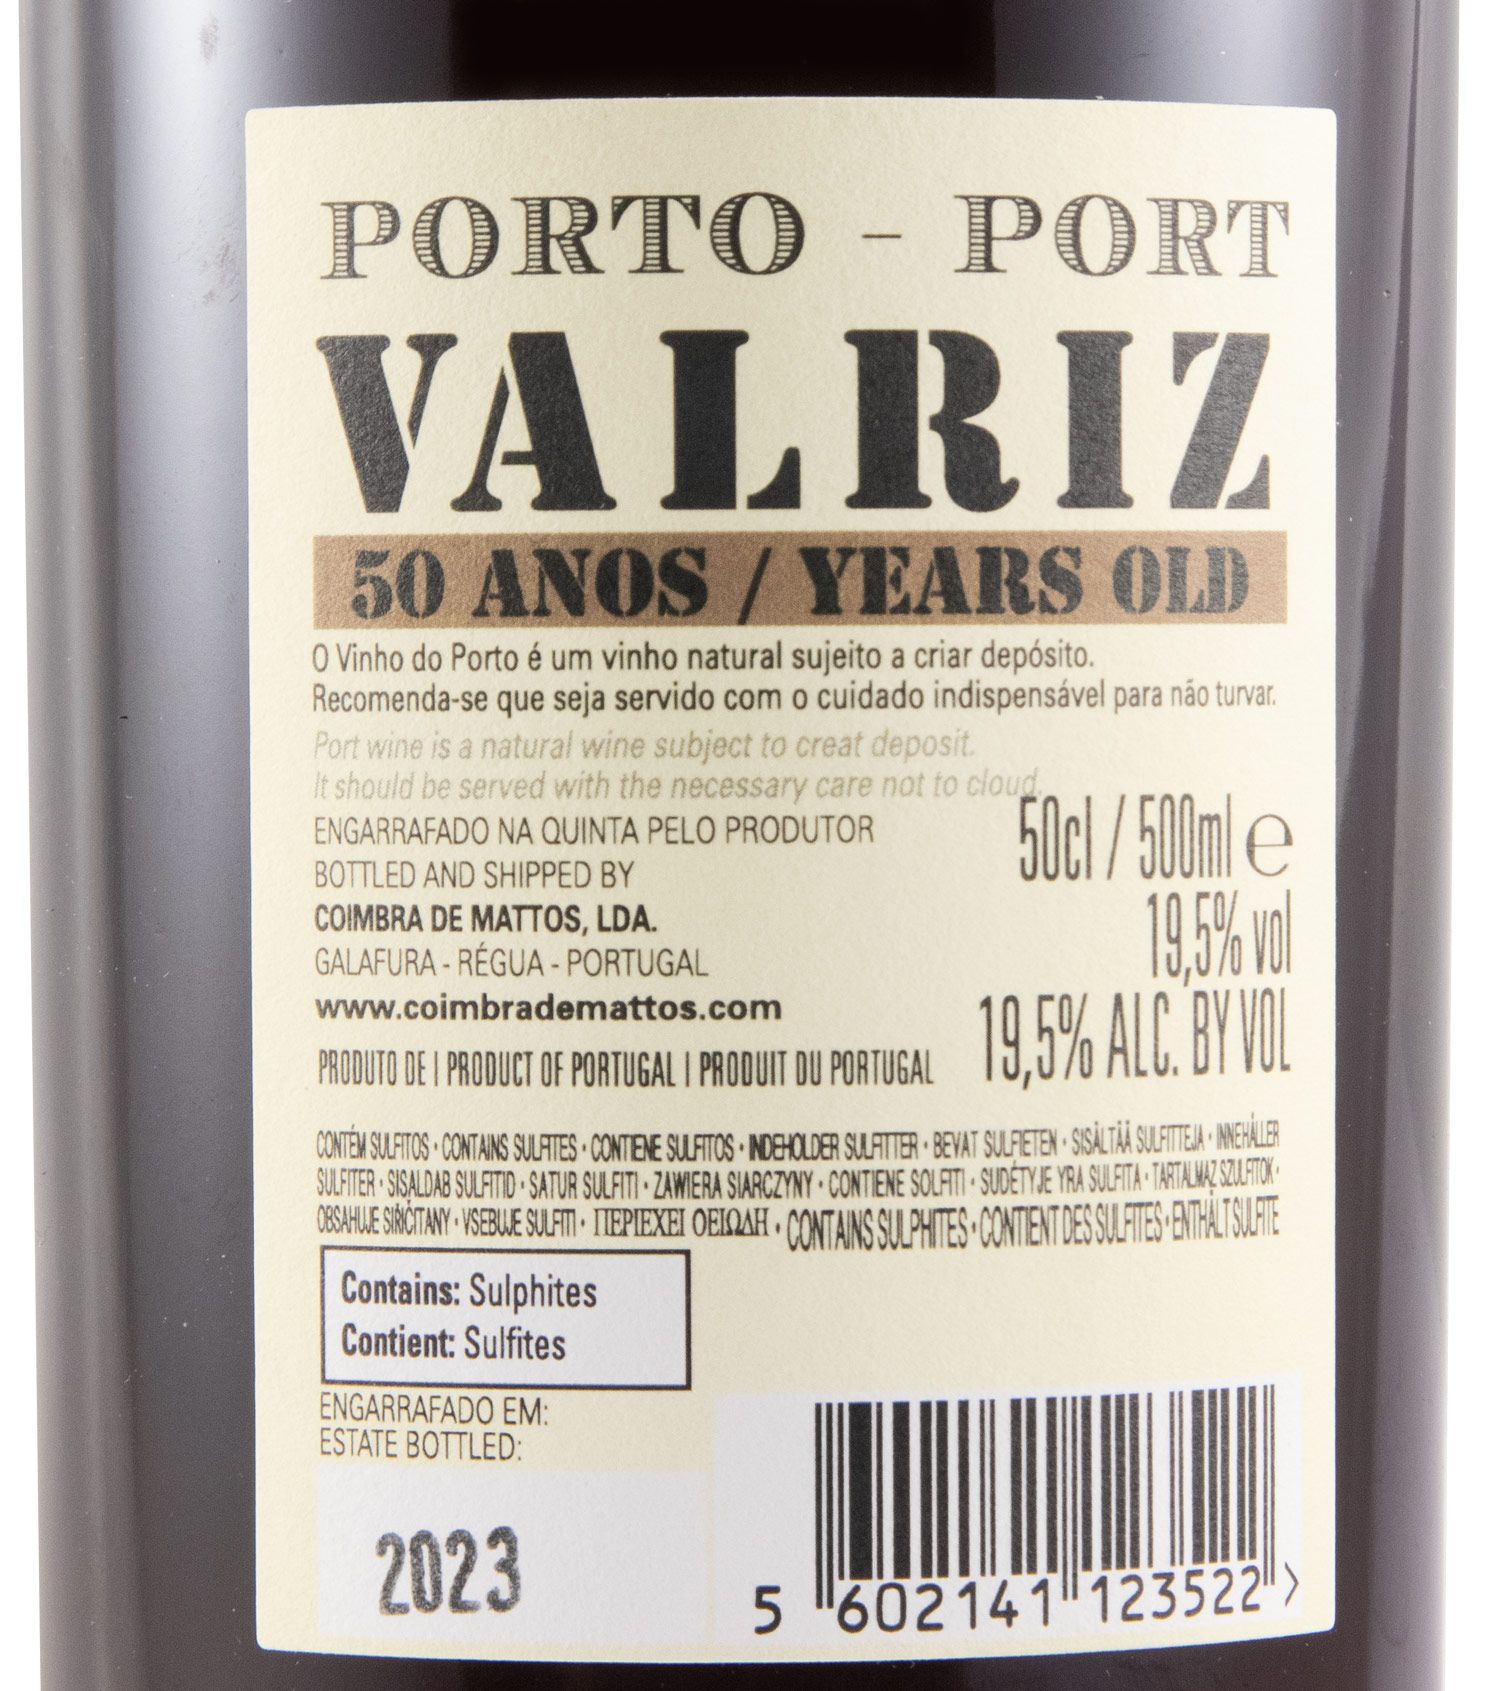 PORTO - PORT
VALRIZ
50 ANOS / YEARS OLD
O Vinho do Porto é um vinho natural sujeito a criar depósito.
Recomenda-se que seja servido com o cuidado indispensável para não turvar.
Port wine is a natural wine subject to creat deposit.
It should be served with the necessary care not to cloud.
ENGARRAFADO NA QUINTA PELO PRODUTOR
BOTTLED AND SHIPPED BY
COIMBRA DE MATTOS, LDA.
GALAFURA - RÉGUA - PORTUGAL
www.coimbrademattos.com
PRODUTO DE | PRODUCT OF PORTUGAL | PRODUIT DU PORTUGAL
50cl / 500ml e
19,5% vol
19,5% ALC. BY VOL
CONTÉM SULFITOS · CONTAINS SULFITES · CONTIENE SULFITOS · INDEHOLDER SULFITTER · BEVAT SULFIETEN · SISÄLTÄÄ SULFITTEJA · INNEHÅLLER
SULFITER · SISALDAB SULFITID · SATUR SULFITI · ZAWIERA SIARCZYNY · CONTIENE SOLFITI · SUDĖTYJE YRA SULFITA · TARTALMAZ SZULFITOK ·
OBSAHUJE SIŘIČITANY · VSEBUJE SULFITI · ΠΕΡΙΕΧΕΙ ΟΕΙΩΔΗ · CONTAINS SULPHITES · CONTIENT DES SULFITES · ENTHÄLT SULFITE
Contains: Sulphites
Contient: Sulfites
ENGARRAFADO EM:
ESTATE BOTTLED:
2023
5 602141 123522 >